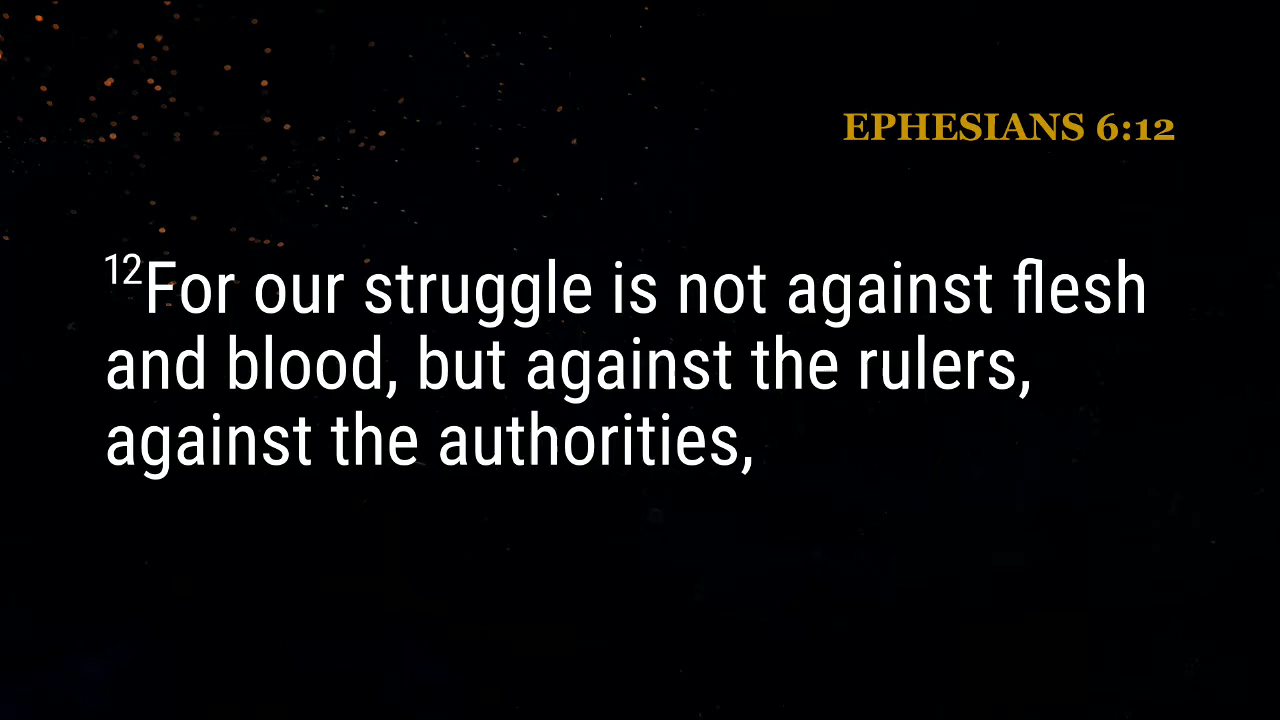 EPHESIANS 6:12
12For our struggle is not against flesh
and blood, but against the rulers,
against the authorities,